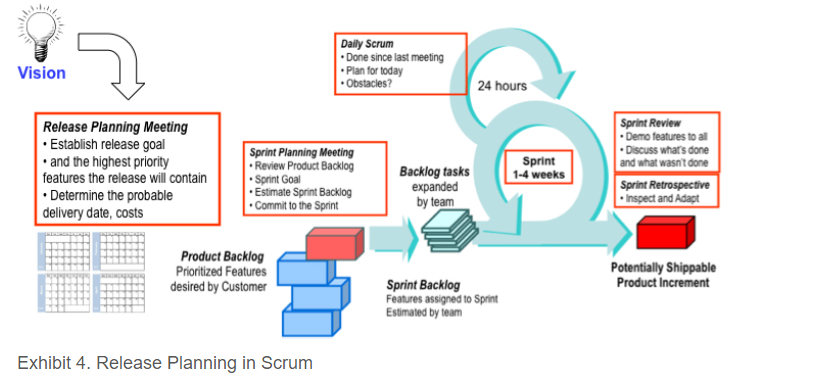 Vision
Release Planning Meeting
• Establish release goal
• and the highest priority
features the release will contain
• Determine the probable
delivery date, costs
Daily Scrum
• Done since last meeting
• Plan for today
• Obstacles?
24 hours
Sprint Planning Meeting
• Review Product Backlog
• Sprint Goal
• Estimate Sprint Backlog
• Commit to the Sprint
Backlog tasks
expanded
by team
Sprint
1-4 weeks
Sprint Review
• Demo features to all
• Discuss what's done
and what wasn't done
Sprint Retrospective
• Inspect and Adapt
Product Backlog
Prioritized Features
desired by Customer
Sprint Backlog
Features assigned to Sprint
Estimated by team
Potentially Shippable
Product Increment
Exhibit 4. Release Planning in Scrum